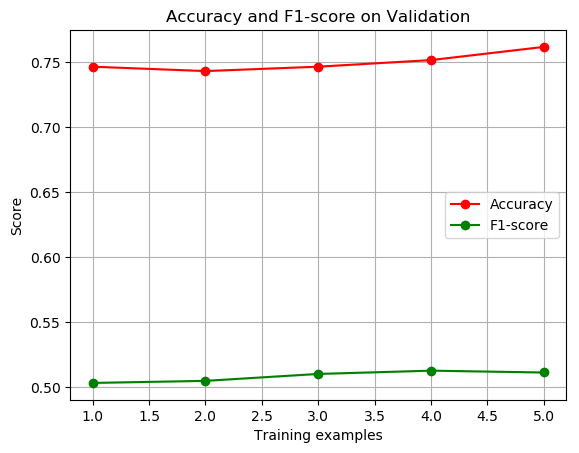 Accuracy and F1-score on Validation
Score
0.75
0.70
0.65
0.60
0.55
0.50
Accuracy
F1-score
1.0 1.5 2.0 2.5 3.0 3.5 4.0 4.5 5.0
Training examples